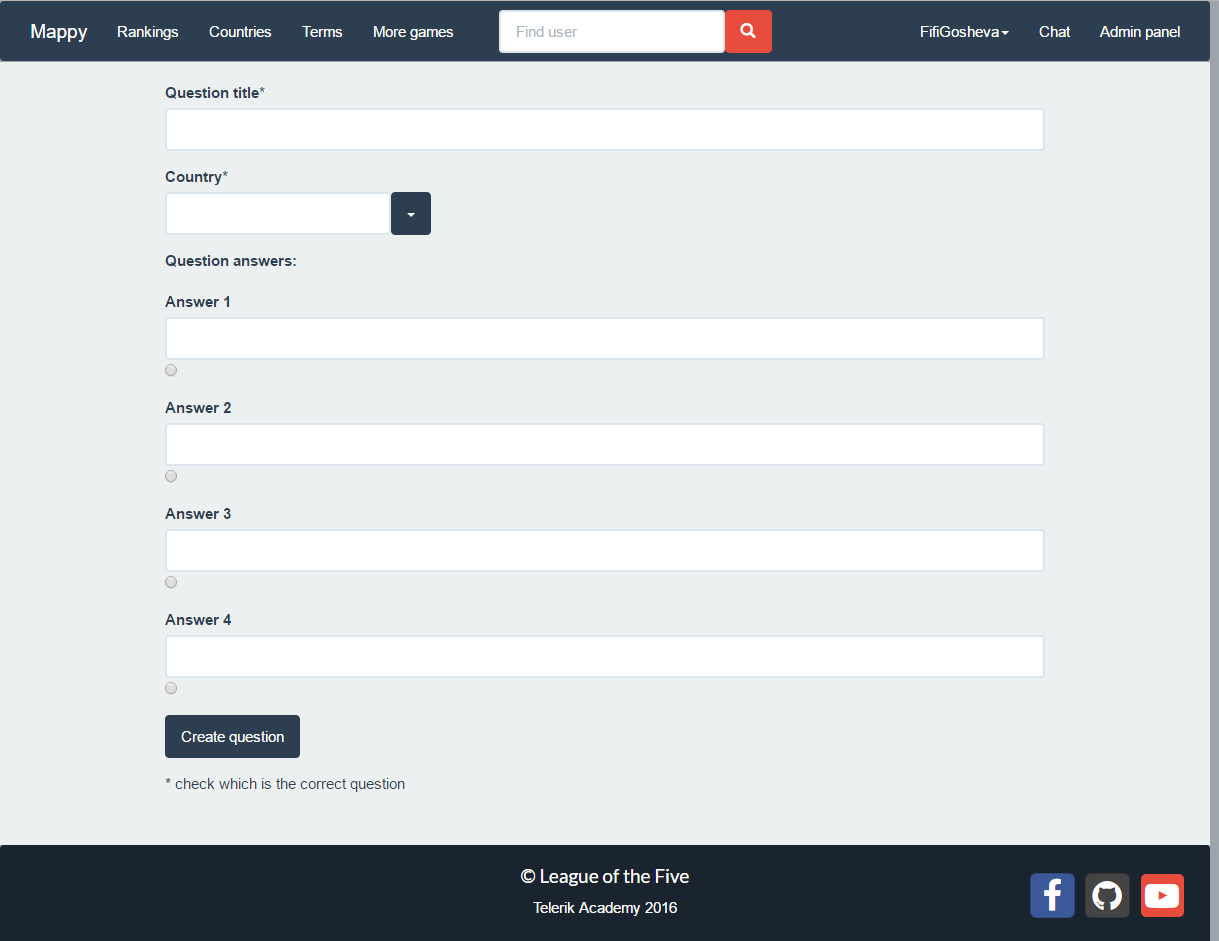 Mappy Rankings Countries Terms More games Find user FifiGosheva Chat Admin panel
Question title*
Country*
Question answers:
Answer 1
Answer 2
Answer 3
Answer 4
Create question
* check which is the correct question
© League of the Five
Telerik Academy 2016